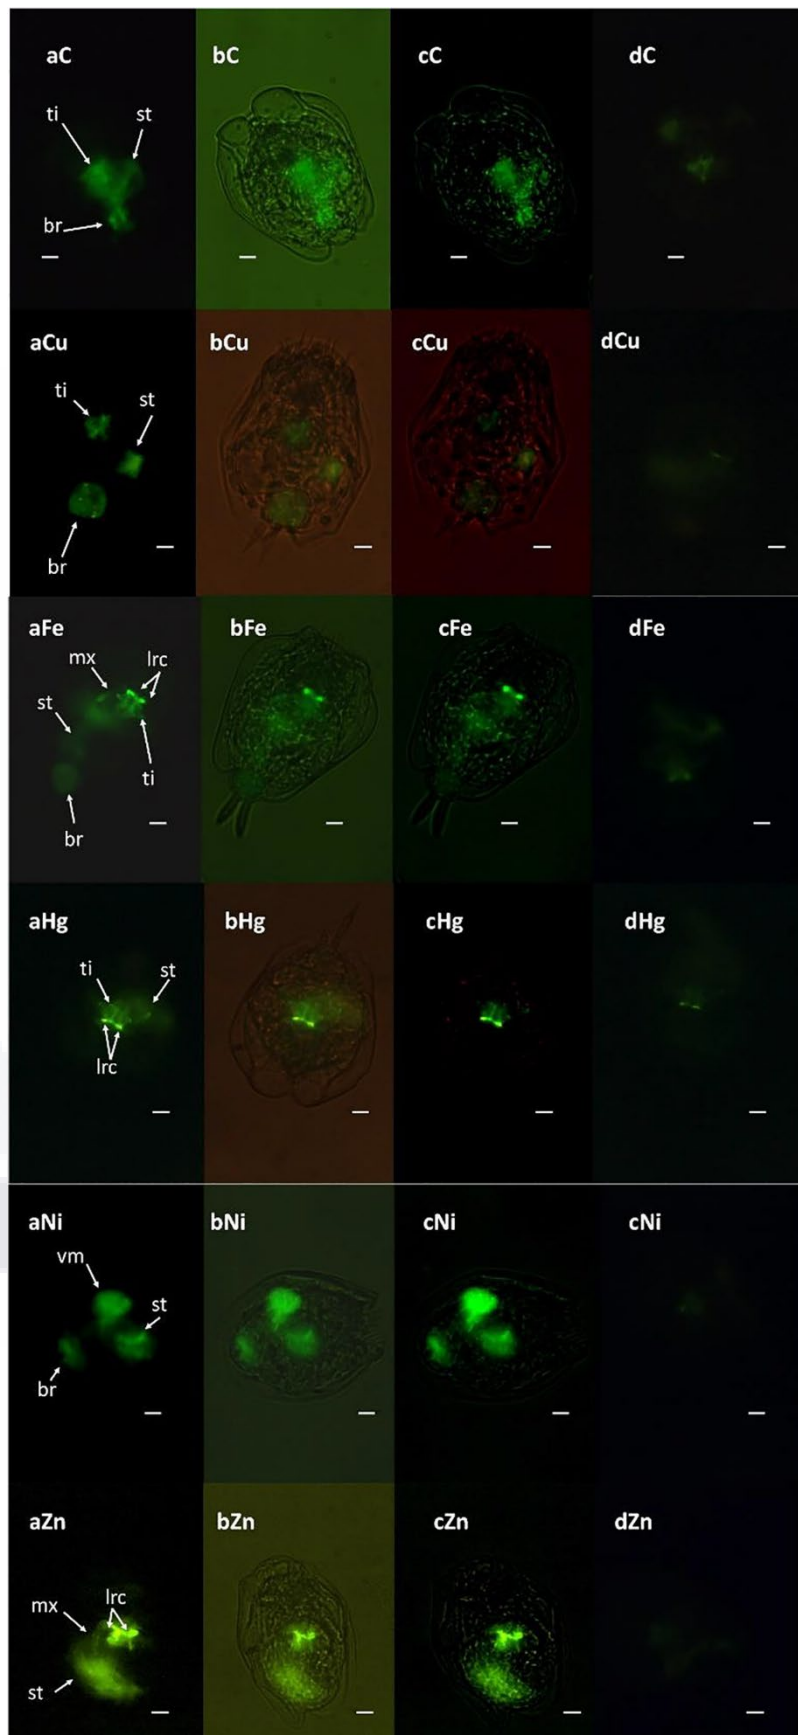 aC bC cC dC
ti st
br
aCu bCu cCu dCu
ti st
br
aFe bFe cFe dFe
mx lrc
st
ti
br
aHg bHg cHg dHg
ti st
lrc
aNi bNi cNi cNi
vm
st
br
aZn bZn cZn dZn
lrc
mx
st